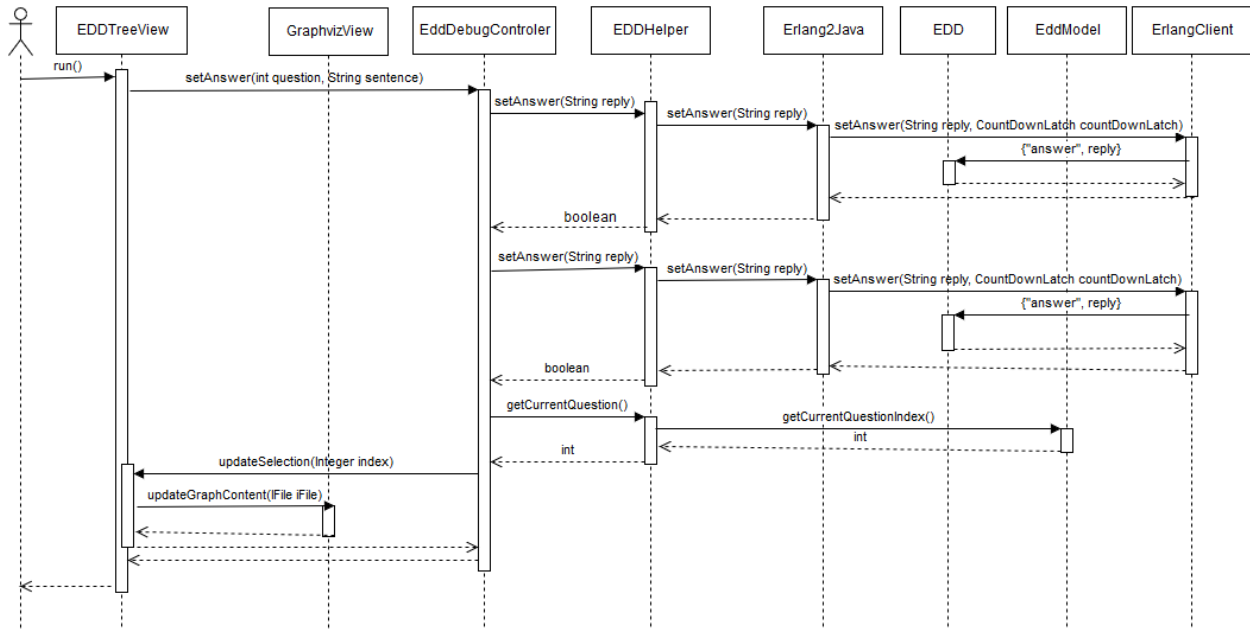 EDDTreeView
GraphvizView
EddDebugControler
EDDHelper
Erlang2Java
EDD
EddModel
ErlangClient
run()
setAnswer(int question, String sentence)
setAnswer(String reply)
setAnswer(String reply)
setAnswer(String reply, CountDownLatch countDownLatch)
{"answer", reply}
boolean
setAnswer(String reply)
setAnswer(String reply)
setAnswer(String reply, CountDownLatch countDownLatch)
{"answer", reply}
boolean
getCurrentQuestion()
getCurrentQuestionIndex()
int
int
updateSelection(Integer index)
updateGraphContent(IFile iFile)